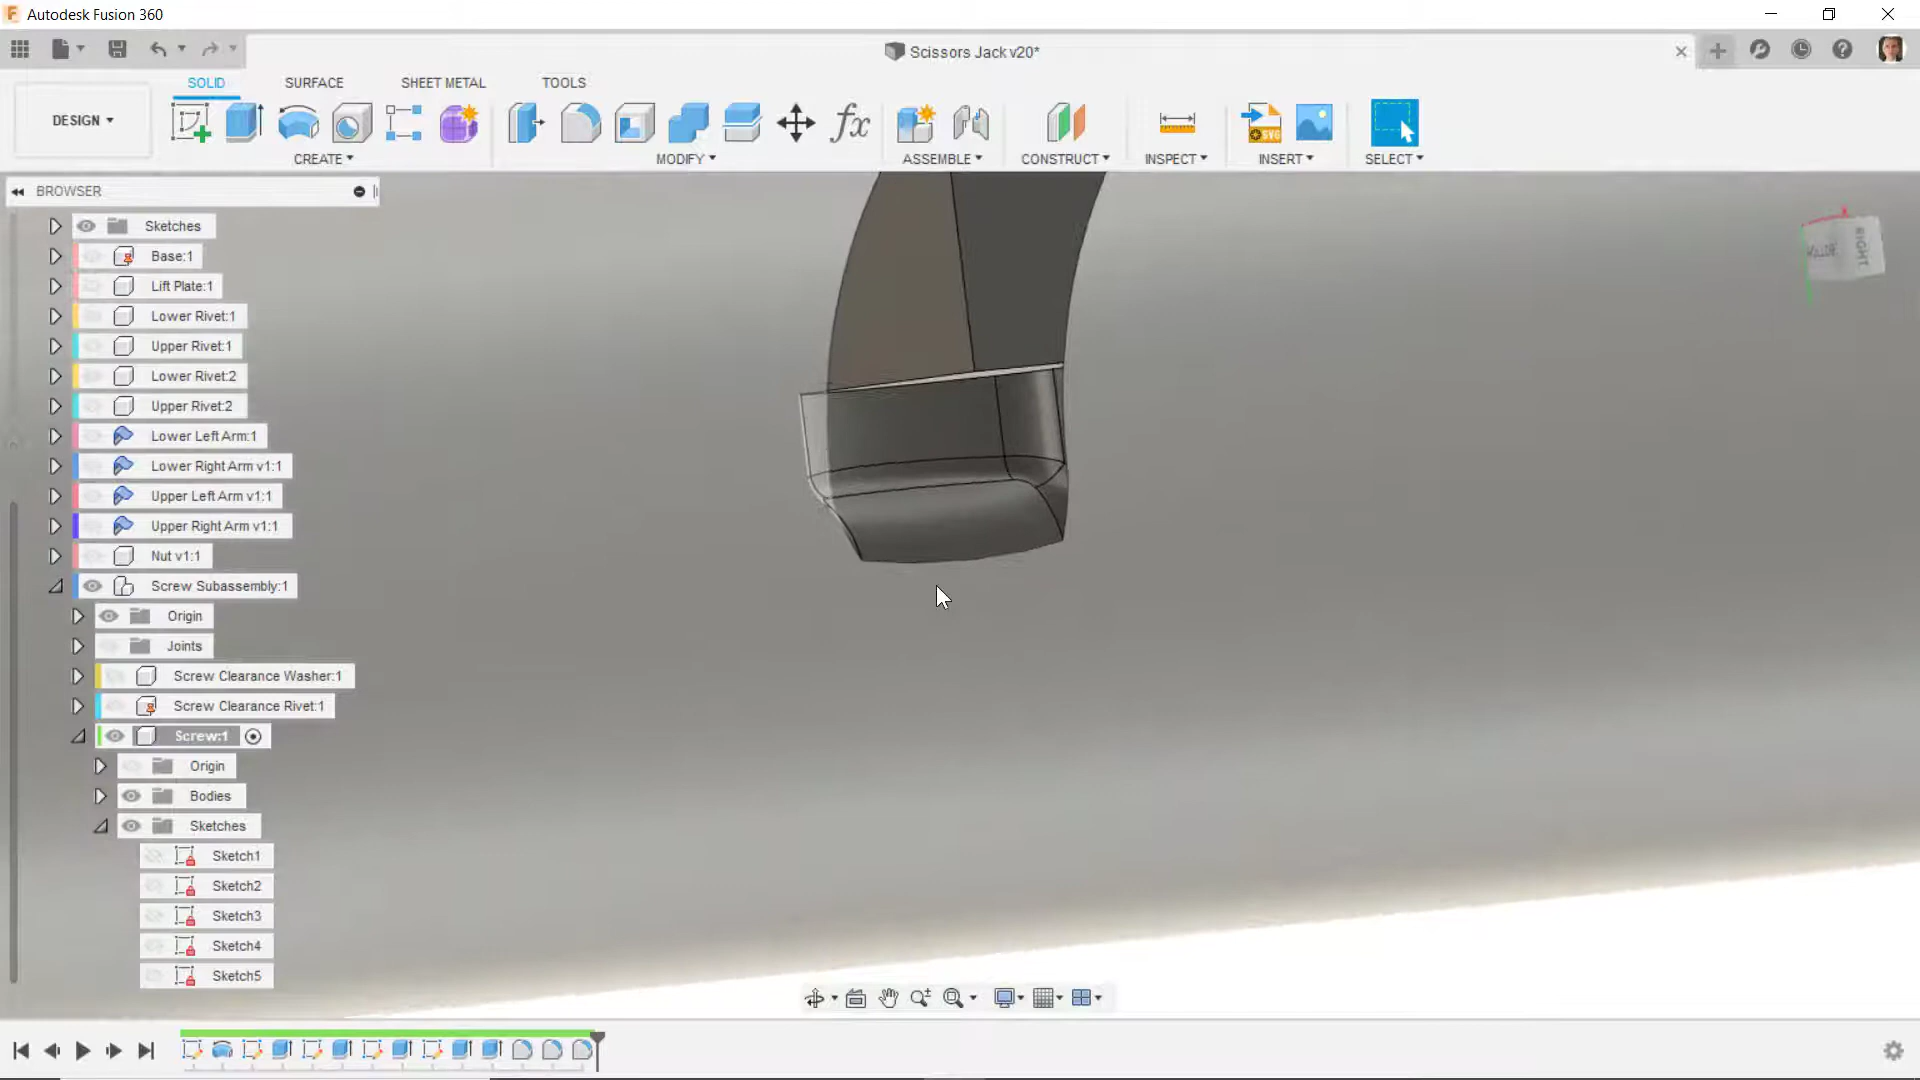 Autodesk Fusion 360
Scissors Jack v20*
SOLID SURFACE SHEET METAL TOOLS
DESIGN
fx
SVG
CREATE MODIFY ASSEMBLE CONSTRUCT INSPECT INSERT SELECT
BROWSER
RIGHT
Sketches
Base:1
Lift Plate:1
Lower Rivet:1
Upper Rivet:1
Lower Rivet:2
Upper Rivet:2
Lower Left Arm:1
Lower Right Arm v1:1
Upper Left Arm v1:1
Upper Right Arm v1:1
Nut v1:1
Screw Subassembly:1
Origin
Joints
Screw Clearance Washer:1
Screw Clearance Rivet:1
Screw:1
Origin
Bodies
Sketches
Sketch1
Sketch2
Sketch3
Sketch4
Sketch5